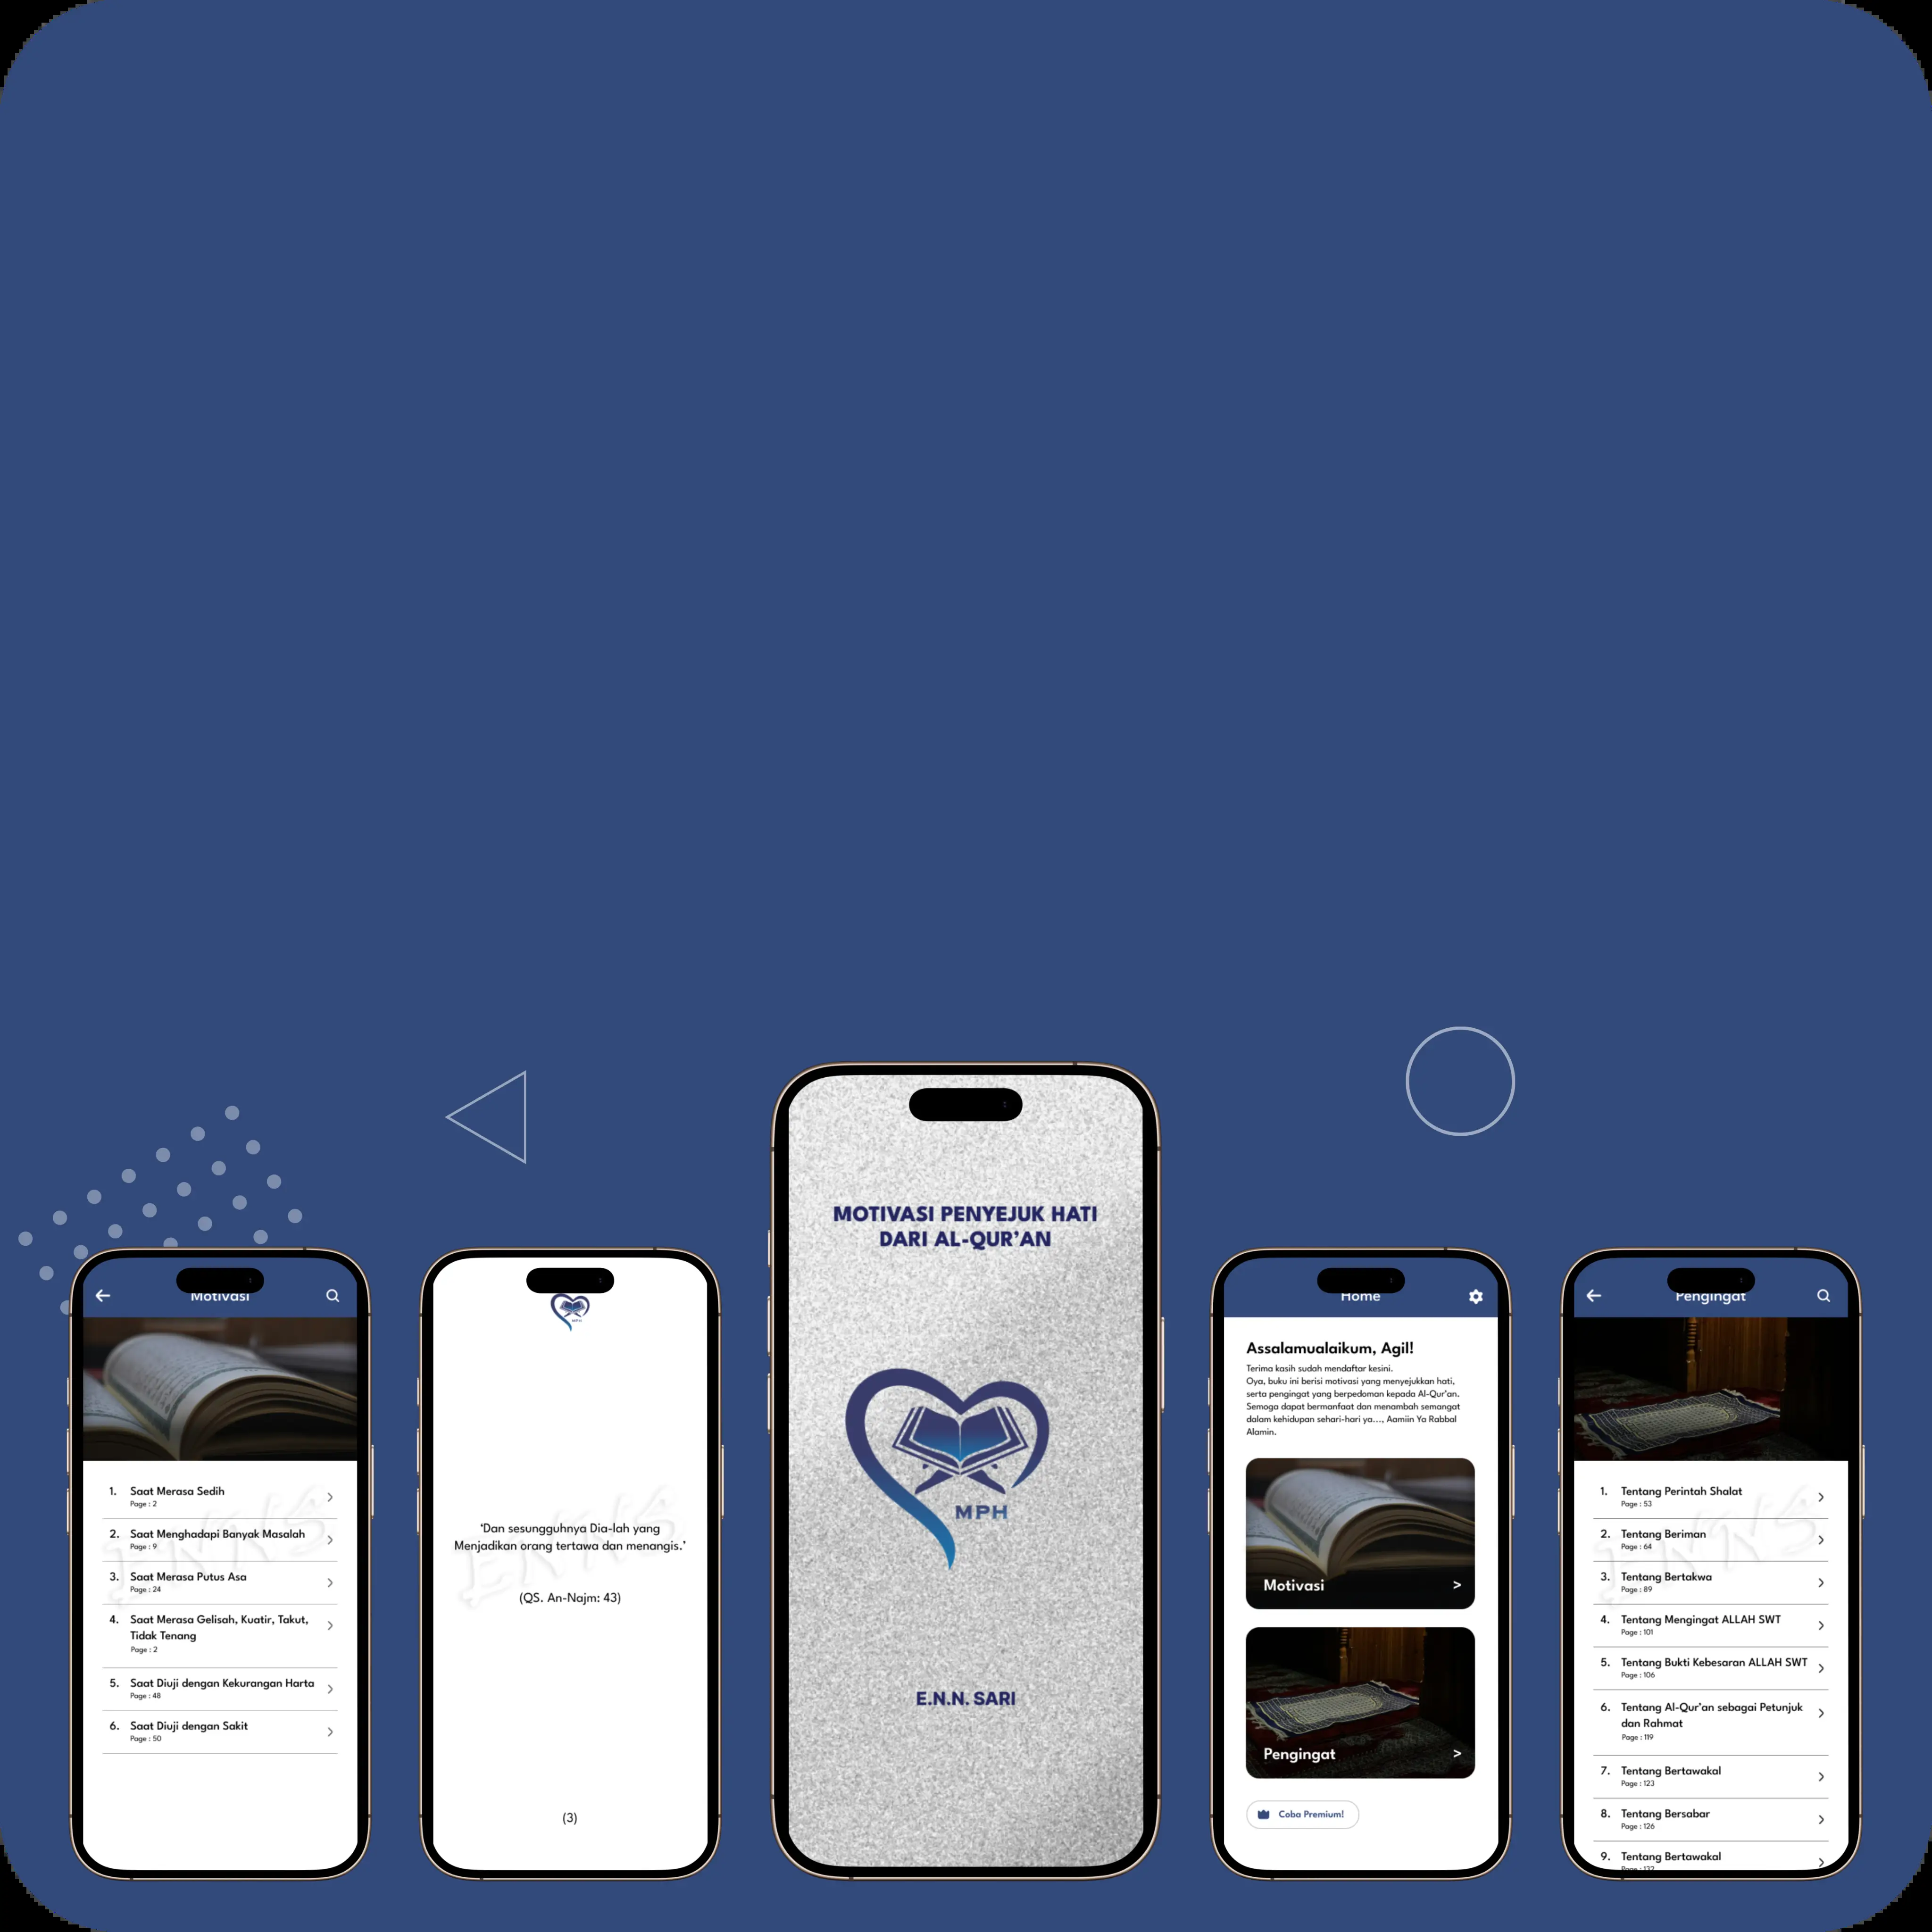 Motivasi
1. Saat Merasa Sedih
Page : 2
2. Saat Menghadapi Banyak Masalah
Page : 9
3. Saat Merasa Putus Asa
Page : 24
4. Saat Merasa Gelisah, Kuatir, Takut,
Tidak Tenang
Page : 2
5. Saat Diuji dengan Kekurangan Harta
Page : 48
6. Saat Diuji dengan Sakit
Page : 50
ENNS
MPH
'Dan sesungguhnya Dia-lah yang
Menjadikan orang tertawa dan menangis.'
ENNS
(QS. An-Najm: 43)
(3)
MOTIVASI PENYEJUK HATI
DARI AL-QUR'AN
MPH
E.N.N. SARI
Home
Assalamualaikum, Agil!
Terima kasih sudah mendaftar kesini.
Oya, buku ini berisi motivasi yang menyejukkan hati,
serta pengingat yang berpedoman kepada Al-Qur'an.
Semoga dapat bermanfaat dan menambah semangat
dalam kehidupan sehari-hari ya..., Aamiin Ya Rabbal
Alamin.
Motivasi >
Pengingat >
Coba Premium!
Pengingat
1. Tentang Perintah Shalat
Page : 53
2. Tentang Beriman
Page : 64
3. Tentang Bertakwa
Page : 89
4. Tentang Mengingat ALLAH SWT
Page : 101
5. Tentang Bukti Kebesaran ALLAH SWT
Page : 106
6. Tentang Al-Qur'an sebagai Petunjuk
dan Rahmat
Page : 119
7. Tentang Bertawakal
Page : 123
8. Tentang Bersabar
Page : 126
9. Tentang Bertawakal
Page : 132
ENNS